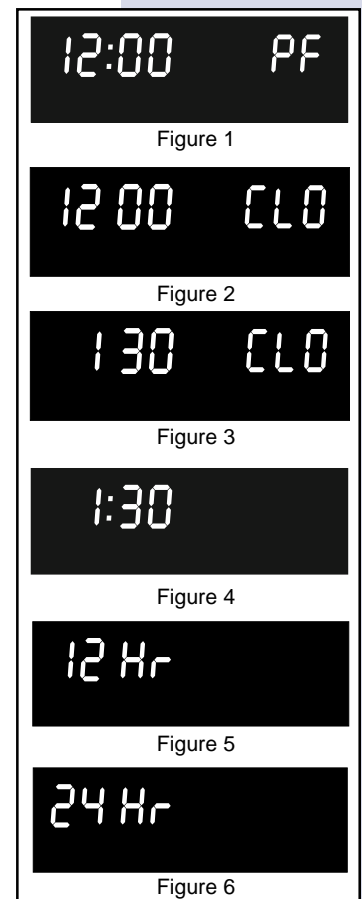 12:00 PF
Figure 1
12 00 CLO
Figure 2
1 30 CLO
Figure 3
1:30
Figure 4
12 Hr
Figure 5
24 Hr
Figure 6